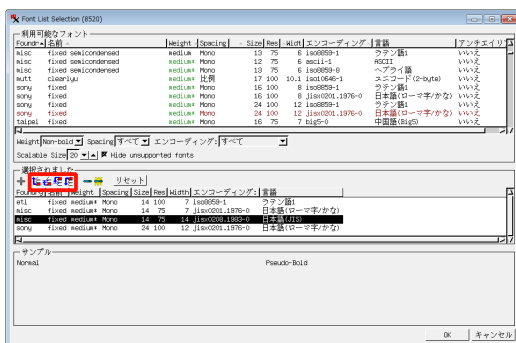 Font List Selection (8520)
利用可能なフォント
Foundr 名前 Weight Spacing Size Res Widt エンコーディング 言語 アンチエイリア
misc fixed semicondensed medium Mono 13 75 6 iso8859-1 ラテン語1 いいえ
misc fixed semicondensed medium* Mono 12 75 6 ascii-1 ASCII いいえ
misc fixed semicondensed medium* Mono 13 75 6 iso8859-8 ヘブライ語 いいえ
mutt clearlyu medium* 比例 17 100 10.1 iso10646-1 ユニコード(2-byte) いいえ
sony fixed medium* Mono 16 100 8 iso8859-1 ラテン語1 いいえ
sony fixed medium* Mono 16 100 8 jisx0201.1976-0 日本語(ローマ字/かな) いいえ
sony fixed medium* Mono 24 100 12 iso8859-1 ラテン語1 いいえ
sony fixed medium* Mono 24 100 12 jisx0201.1976-0 日本語(ローマ字/かな) いいえ
taipei fixed medium* Mono 16 75 7 big5-0 中国語(Big5) いいえ
Weight Non-bold Spacing すべて エンコーディング: すべて
Scalable Size 20 Hide unsupported fonts
選択されました
リセット
Foundry 名前 Weight Spacing Size Res Width エンコーディング: 言語
etl fixed medium* Mono 14 100 7 iso8859-1 ラテン語1
misc fixed medium* Mono 14 75 7 jisx0201.1976-0 日本語(ローマ字/かな)
misc fixed medium* Mono 14 75 14 jisx0208.1983-0 日本語(JIS)
sony fixed medium* Mono 24 100 12 jisx0201.1976-0 日本語(ローマ字/かな)
サンプル
Normal Pseudo-Bold
OK キャンセル